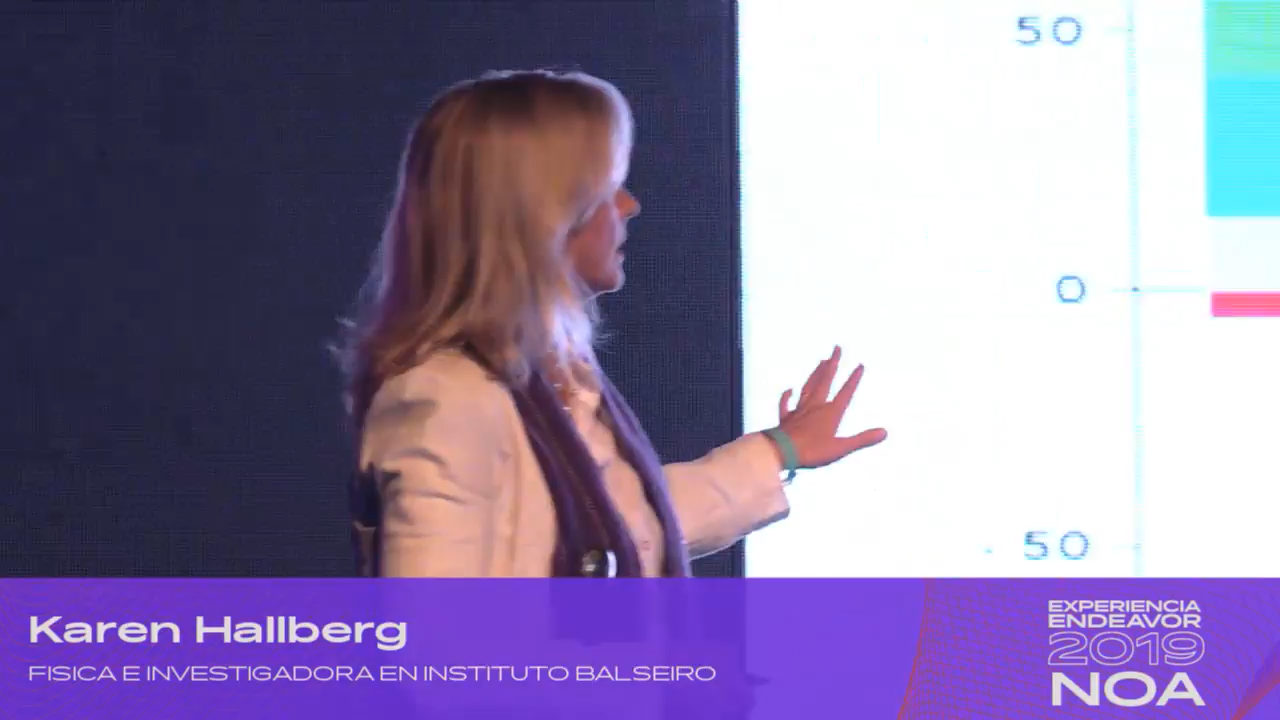 50
0
50
Karen Hallberg
FISICA E INVESTIGADORA EN INSTITUTO BALSEIRO
EXPERIENCIA
ENDEAVOR
2019
NOA